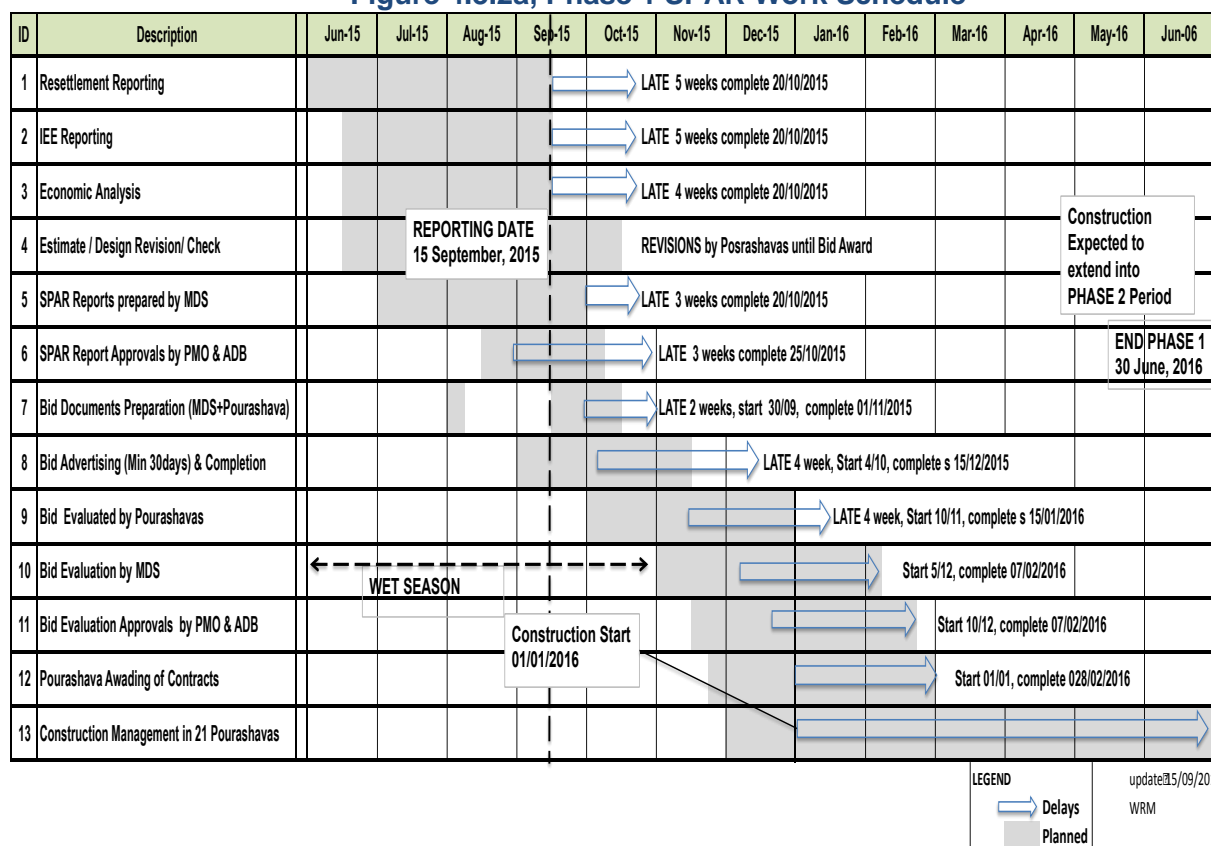 Figure 4.3.2a, Phase 1 SPAR Work Schedule
ID Description Jun-15 Jul-15 Aug-15 Sep-15 Oct-15 Nov-15 Dec-15 Jan-16 Feb-16 Mar-16 Apr-16 May-16 Jun-06
1 Resettlement Reporting LATE 5 weeks complete 20/10/2015
2 IEE Reporting LATE 5 weeks complete 20/10/2015
3 Economic Analysis LATE 4 weeks complete 20/10/2015
REPORTING DATE
15 September, 2015
Construction
Expected to
extend into
PHASE 2 Period
4 Estimate / Design Revision/ Check REVISIONS by Posrashavas until Bid Award
5 SPAR Reports prepared by MDS LATE 3 weeks complete 20/10/2015
6 SPAR Report Approvals by PMO & ADB LATE 3 weeks complete 25/10/2015
END PHASE 1
30 June, 2016
7 Bid Documents Preparation (MDS+Pourashava) LATE 2 weeks, start 30/09, complete 01/11/2015
8 Bid Advertising (Min 30days) & Completion LATE 4 week, Start 4/10, complete s 15/12/2015
9 Bid Evaluated by Pourashavas LATE 4 week, Start 10/11, complete s 15/01/2016
10 Bid Evaluation by MDS Start 5/12, complete 07/02/2016
WET SEASON
11 Bid Evaluation Approvals by PMO & ADB Start 10/12, complete 07/02/2016
Construction Start
01/01/2016
12 Pourashava Awading of Contracts Start 01/01, complete 028/02/2016
13 Construction Management in 21 Pourashavas
LEGEND
Delays
Planned
update 15/09/20
WRM